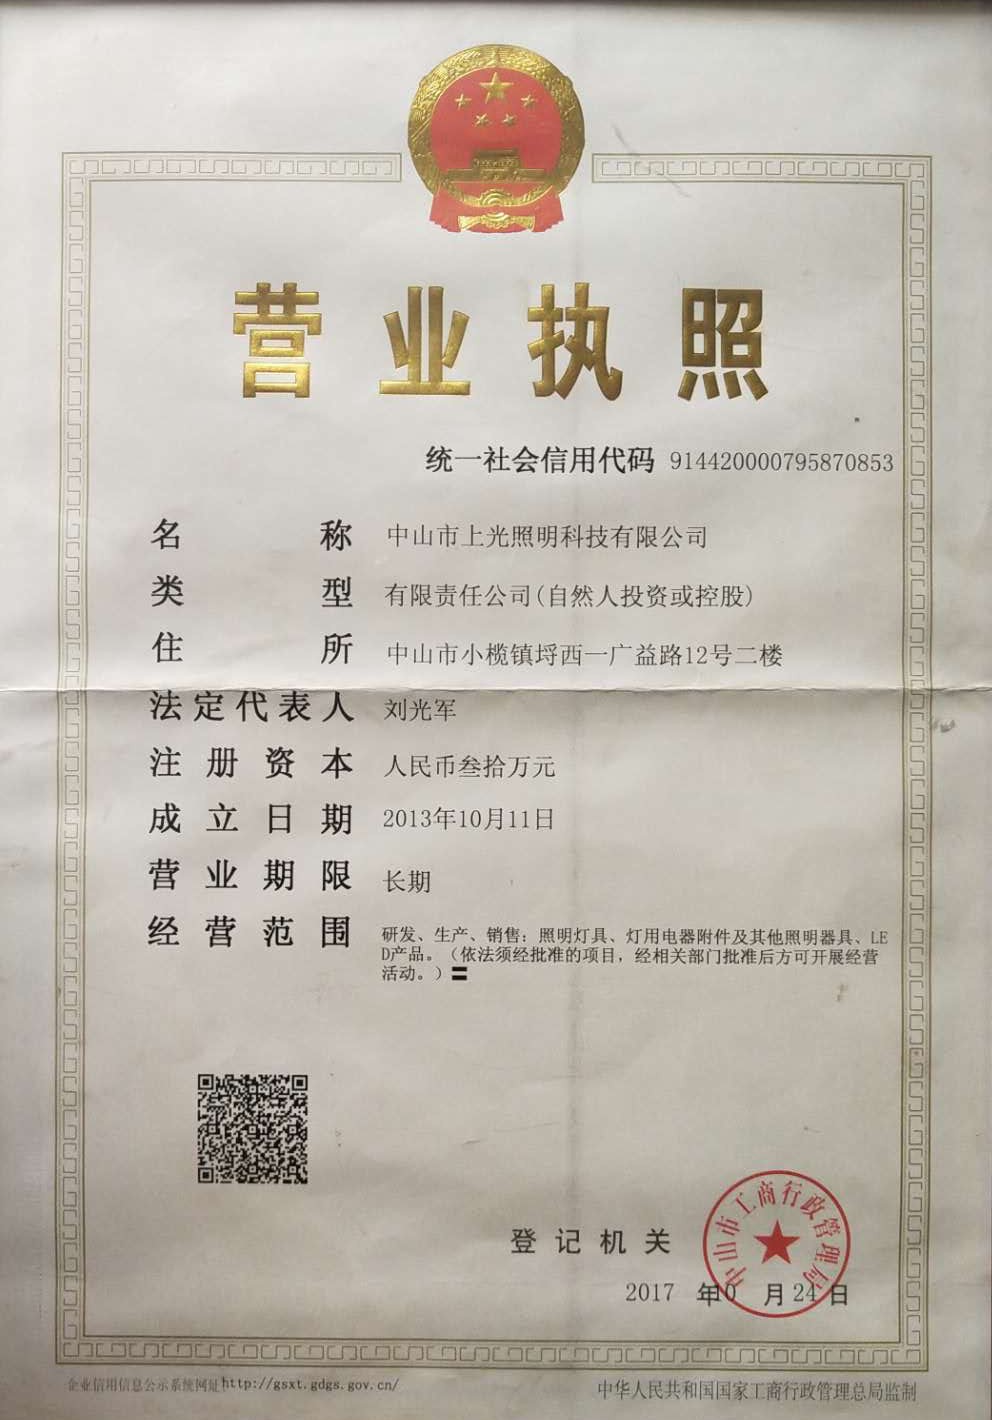 营业执照
统一社会信用代码 914420000795870853
名称 中山市上光照明科技有限公司
类型 有限责任公司(自然人投资或控股)
住所 中山市小榄镇埒西一广益路12号二楼
法定代表人 刘光军
注册资本 人民币叁拾万元
成立日期 2013年10月11日
营业期限 长期
经营范围 研发、生产、销售：照明灯具、灯用电器附件及其他照明器具、LE
D产品。（依法须经批准的项目，经相关部门批准后方可开展经营
活动。）〓
中山市工商行政管理局
登记机关
2017 年10 月24日
企业信用信息公示系统网址http://gsxt.gdgs.gov.cn/
中华人民共和国国家工商行政管理总局监制